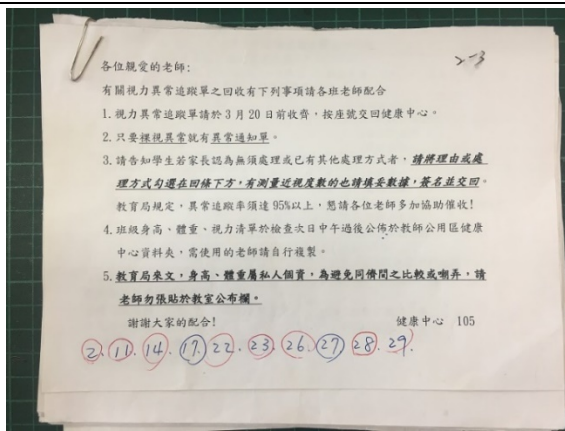 各位親愛的老師:
2-3
有關視力異常追蹤單之回收有下列事項請各班老師配合
1. 視力異常追蹤單請於 3 月 20 日前收齊，按座號交回健康中心。
2. 只要裸視異常就有異常通知單。
3. 請告知學生若家長認為無須處理或已有其他處理方式者，請將理由或處
理方式勾選在回條下方，有測量近視度數的也請填妥數據，簽名並交回。
教育局規定，異常追蹤率須達 95%以上，懇請各位老師多加協助催收!
4. 班級身高、體重、視力清單於檢查次日中午過後公佈於教師公用區健康
中心資料夾，需使用的老師請自行複製。
5. 教育局來文，身高、體重屬私人個資，為避免同儕間之比較或嘲弄，請
老師勿張貼於教室公布欄。
謝謝大家的配合! 健康中心 105
2. 11. 14. 17. 22. 23. 26. 27 28. 29.